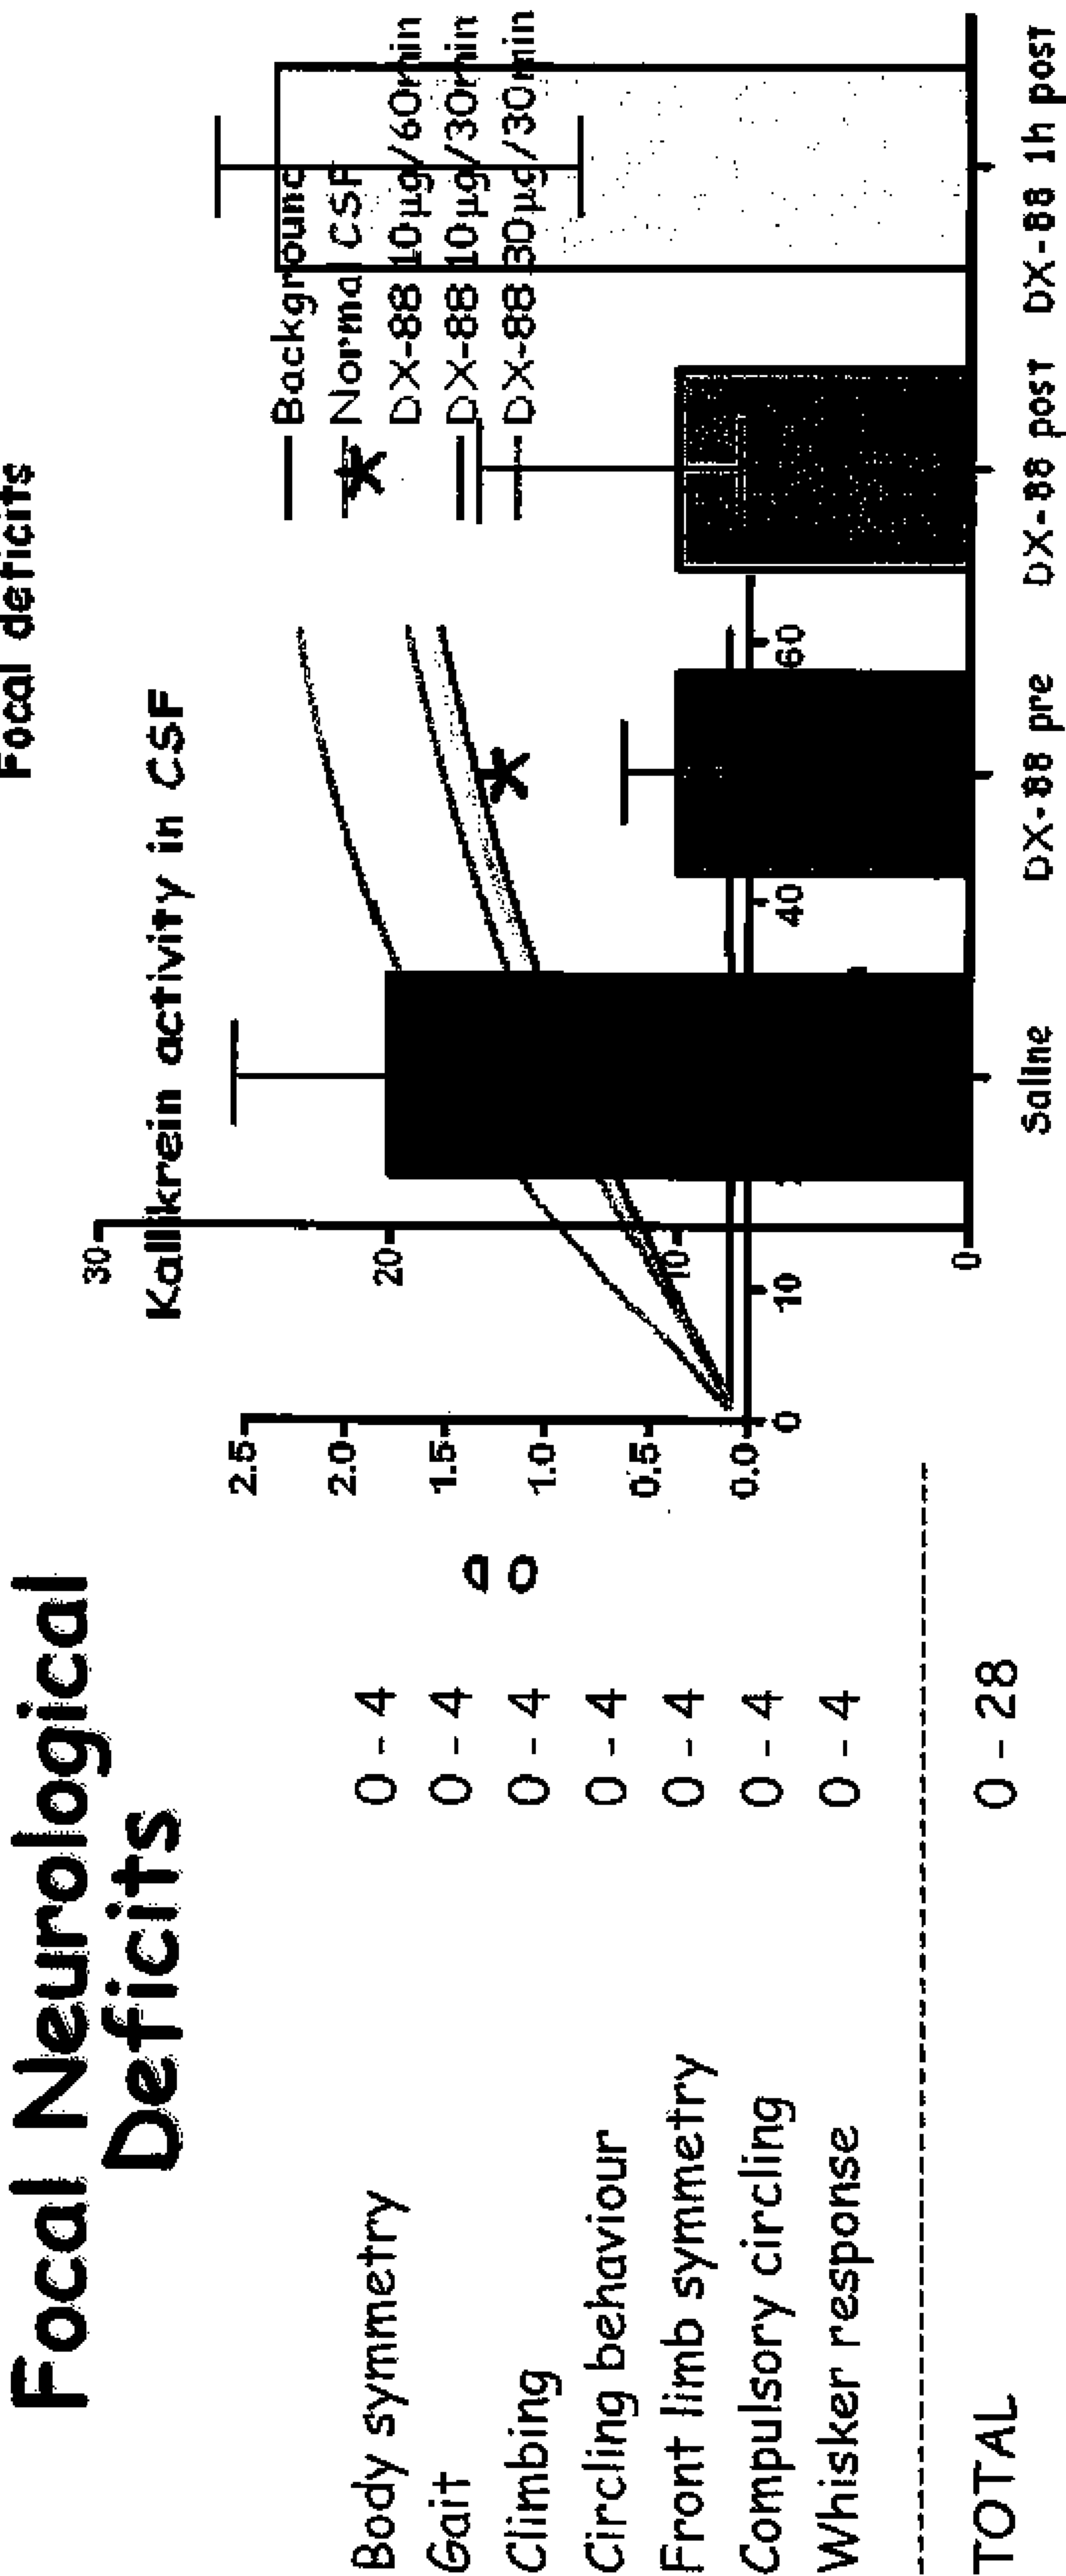 Focal Neurological
Deficits
Body symmetry 0 - 4
Gait 0 - 4
Climbing 0 - 4
Circling behaviour 0 - 4
Front limb symmetry 0 - 4
Compulsory circling 0 - 4
Whisker response 0 - 4
TOTAL 0 - 28
Focal deficits
30
20
10
0
Saline
DX-88 pre
DX-88 post
DX-88 1h post
Kallikrein activity in CSF
OD
2.5
2.0
1.5
1.0
0.5
0.0
0
10
40
60
Background
Normal CSF
DX-88 10µg/60min
DX-88 10µg/30min
DX-88 30µg/30min